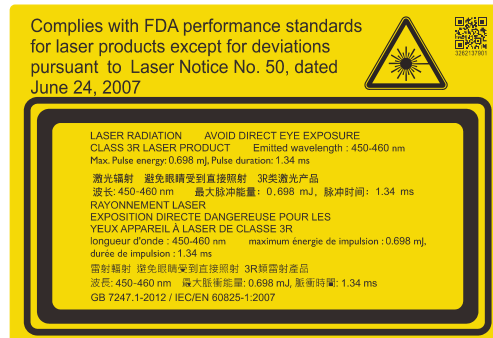 Complies with FDA performance standards
for laser products except for deviations
pursuant to Laser Notice No. 50, dated
June 24, 2007
3262137901
LASER RADIATION AVOID DIRECT EYE EXPOSURE
CLASS 3R LASER PRODUCT Emitted wavelength : 450-460 nm
Max. Pulse energy: 0.698 mJ, Pulse duration: 1.34 ms
激光辐射 避免眼睛受到直接照射 3R类激光产品
波长: 450-460 nm 最大脉冲能量: 0.698 mJ, 脉冲时间: 1.34 ms
RAYONNEMENT LASER
EXPOSITION DIRECTE DANGEREUSE POUR LES
YEUX APPAREIL À LASER DE CLASSE 3R
longueur d'onde : 450-460 nm maximum énergie de impulsion : 0.698 mJ,
durée de impulsion : 1.34 ms
雷射輻射 避免眼睛受到直接照射 3R類雷射產品
波長: 450-460 nm 最大脈衝能量: 0.698 mJ, 脈衝時間: 1.34 ms
GB 7247.1-2012 / IEC/EN 60825-1:2007